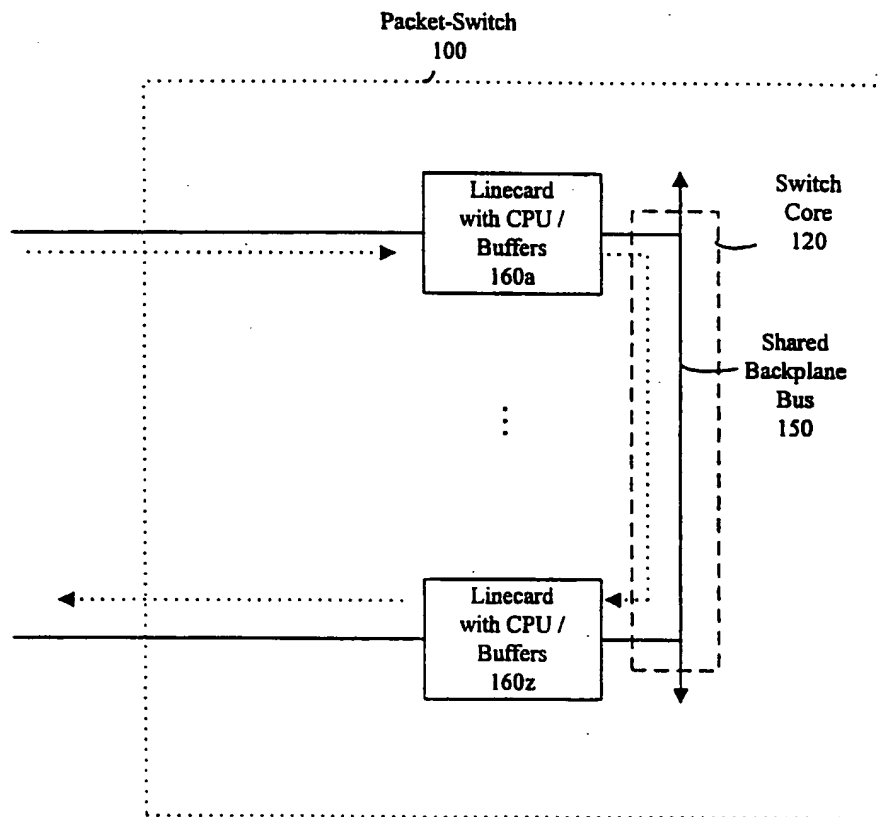 Packet-Switch
100
Linecard
with CPU /
Buffers
160a
Switch
Core
120
Shared
Backplane
Bus
150
Linecard
with CPU /
Buffers
160z